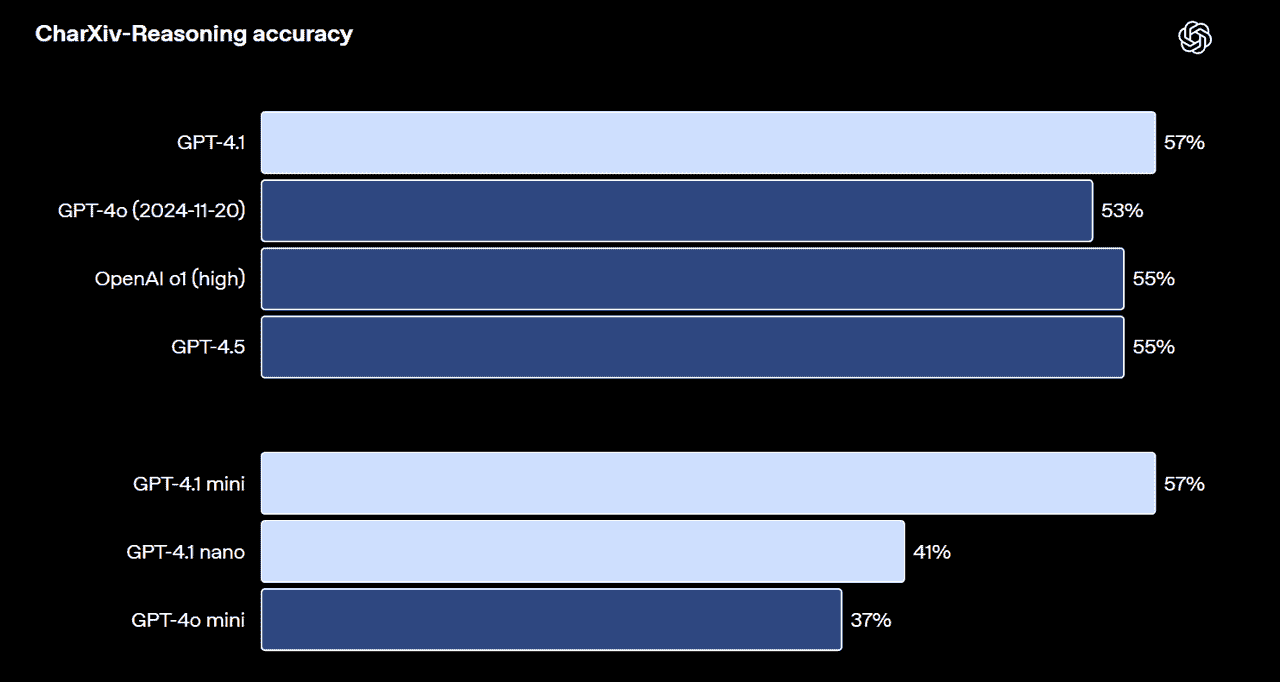 CharXiv-Reasoning accuracy
GPT-4.1 57%
GPT-4o (2024-11-20) 53%
OpenAI o1 (high) 55%
GPT-4.5 55%
GPT-4.1 mini 57%
GPT-4.1 nano 41%
GPT-4o mini 37%